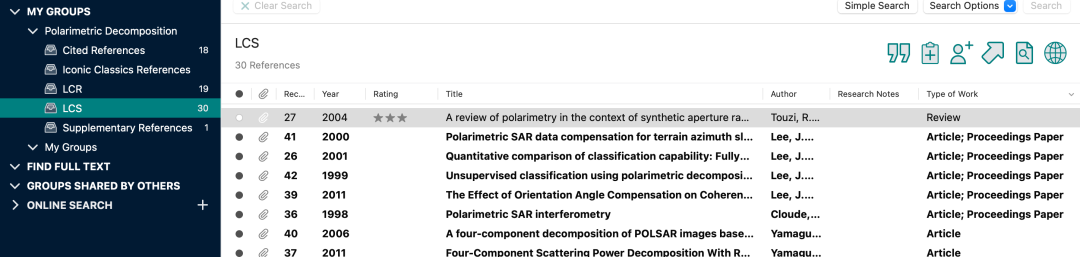 MY GROUPS
Polarimetric Decomposition
Cited References 18
Iconic Classics References
LCR 19
LCS 30
Supplementary References 1
My Groups
FIND FULL TEXT
GROUPS SHARED BY OTHERS
ONLINE SEARCH +
× Clear Search Simple Search Search Options Search
LCS
30 References
Rec... Year Rating Title Author Research Notes Type of Work
27 2004 ★★★ A review of polarimetry in the context of synthetic aperture ra... Touzi, R.... Review
41 2000 Polarimetric SAR data compensation for terrain azimuth sl... Lee, J.... Article; Proceedings Paper
26 2001 Quantitative comparison of classification capability: Fully... Lee, J.... Article; Proceedings Paper
42 1999 Unsupervised classification using polarimetric decomposi... Lee, J.... Article; Proceedings Paper
39 2011 The Effect of Orientation Angle Compensation on Coheren... Lee, J.... Article; Proceedings Paper
36 1998 Polarimetric SAR interferometry Cloude,... Article; Proceedings Paper
40 2006 A four-component decomposition of POLSAR images base... Yamagu... Article
37 2011 Four-Component Scattering Power Decomposition With R... Yamagu... Article